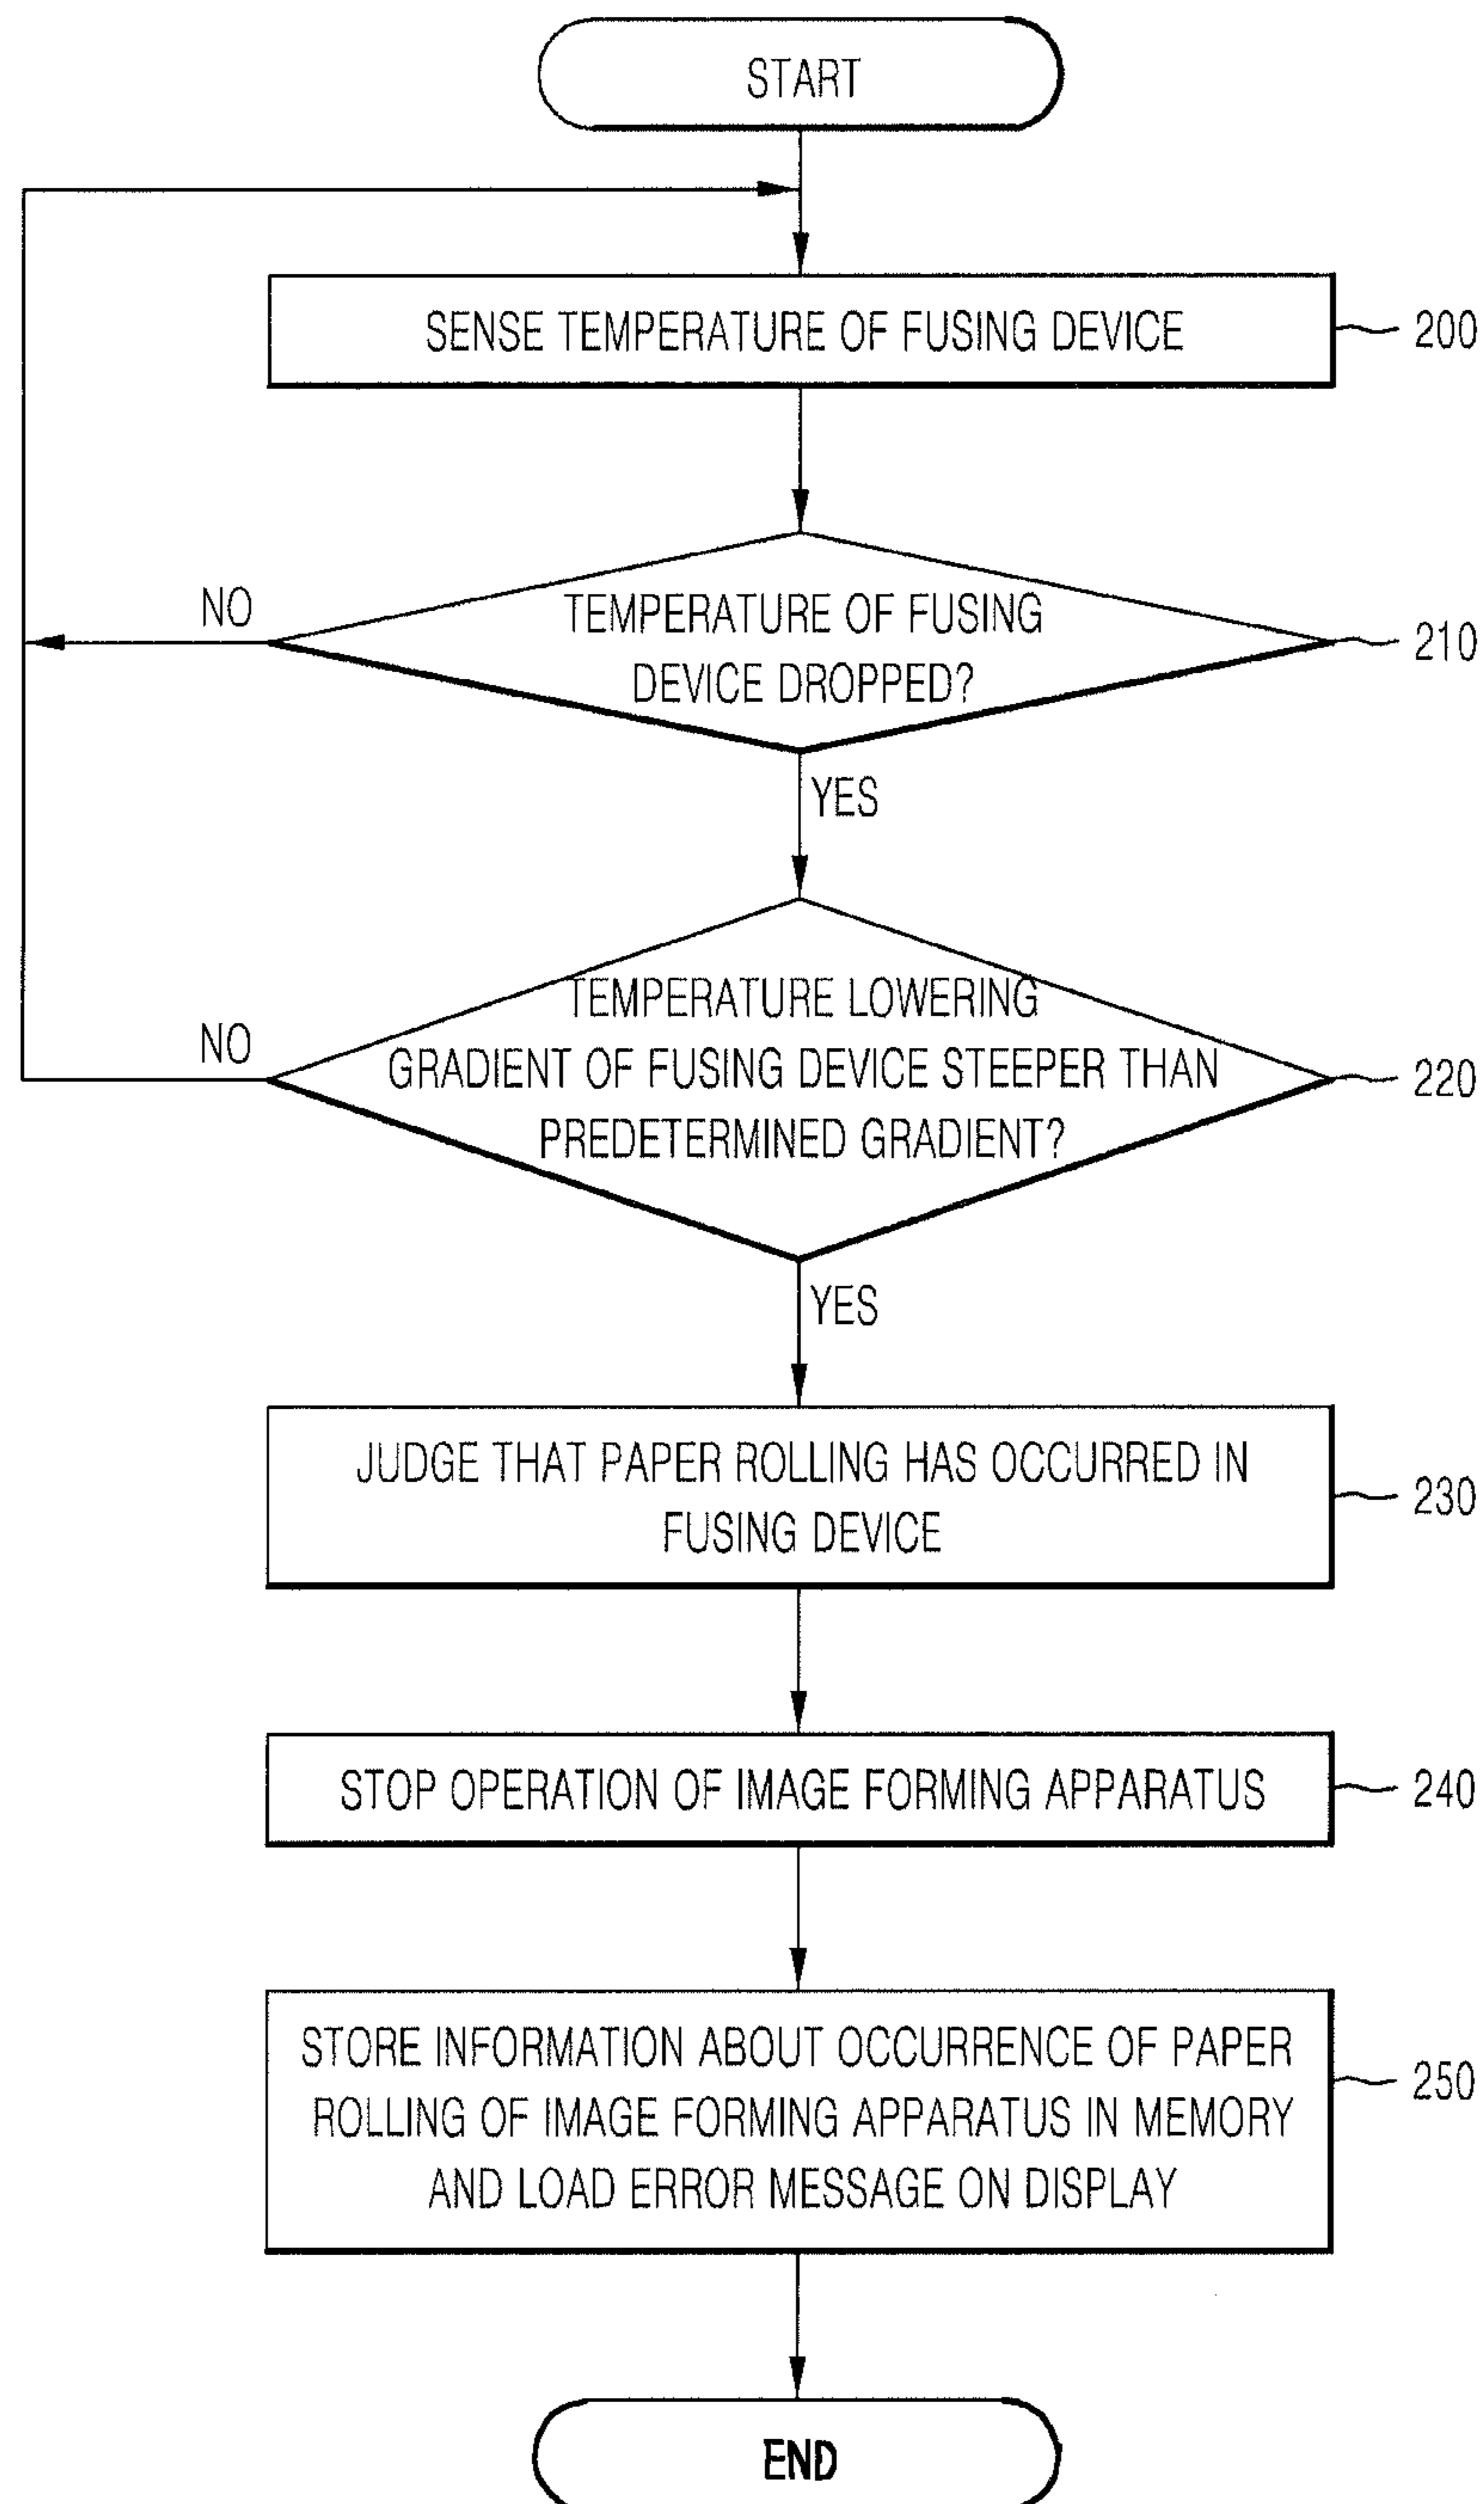 START
SENSE TEMPERATURE OF FUSING DEVICE
200
TEMPERATURE OF FUSING
DEVICE DROPPED?
NO
210
YES
TEMPERATURE LOWERING
GRADIENT OF FUSING DEVICE STEEPER THAN
PREDETERMINED GRADIENT?
NO
220
YES
JUDGE THAT PAPER ROLLING HAS OCCURRED IN
FUSING DEVICE
230
STOP OPERATION OF IMAGE FORMING APPARATUS
240
STORE INFORMATION ABOUT OCCURRENCE OF PAPER
ROLLING OF IMAGE FORMING APPARATUS IN MEMORY
AND LOAD ERROR MESSAGE ON DISPLAY
250
END